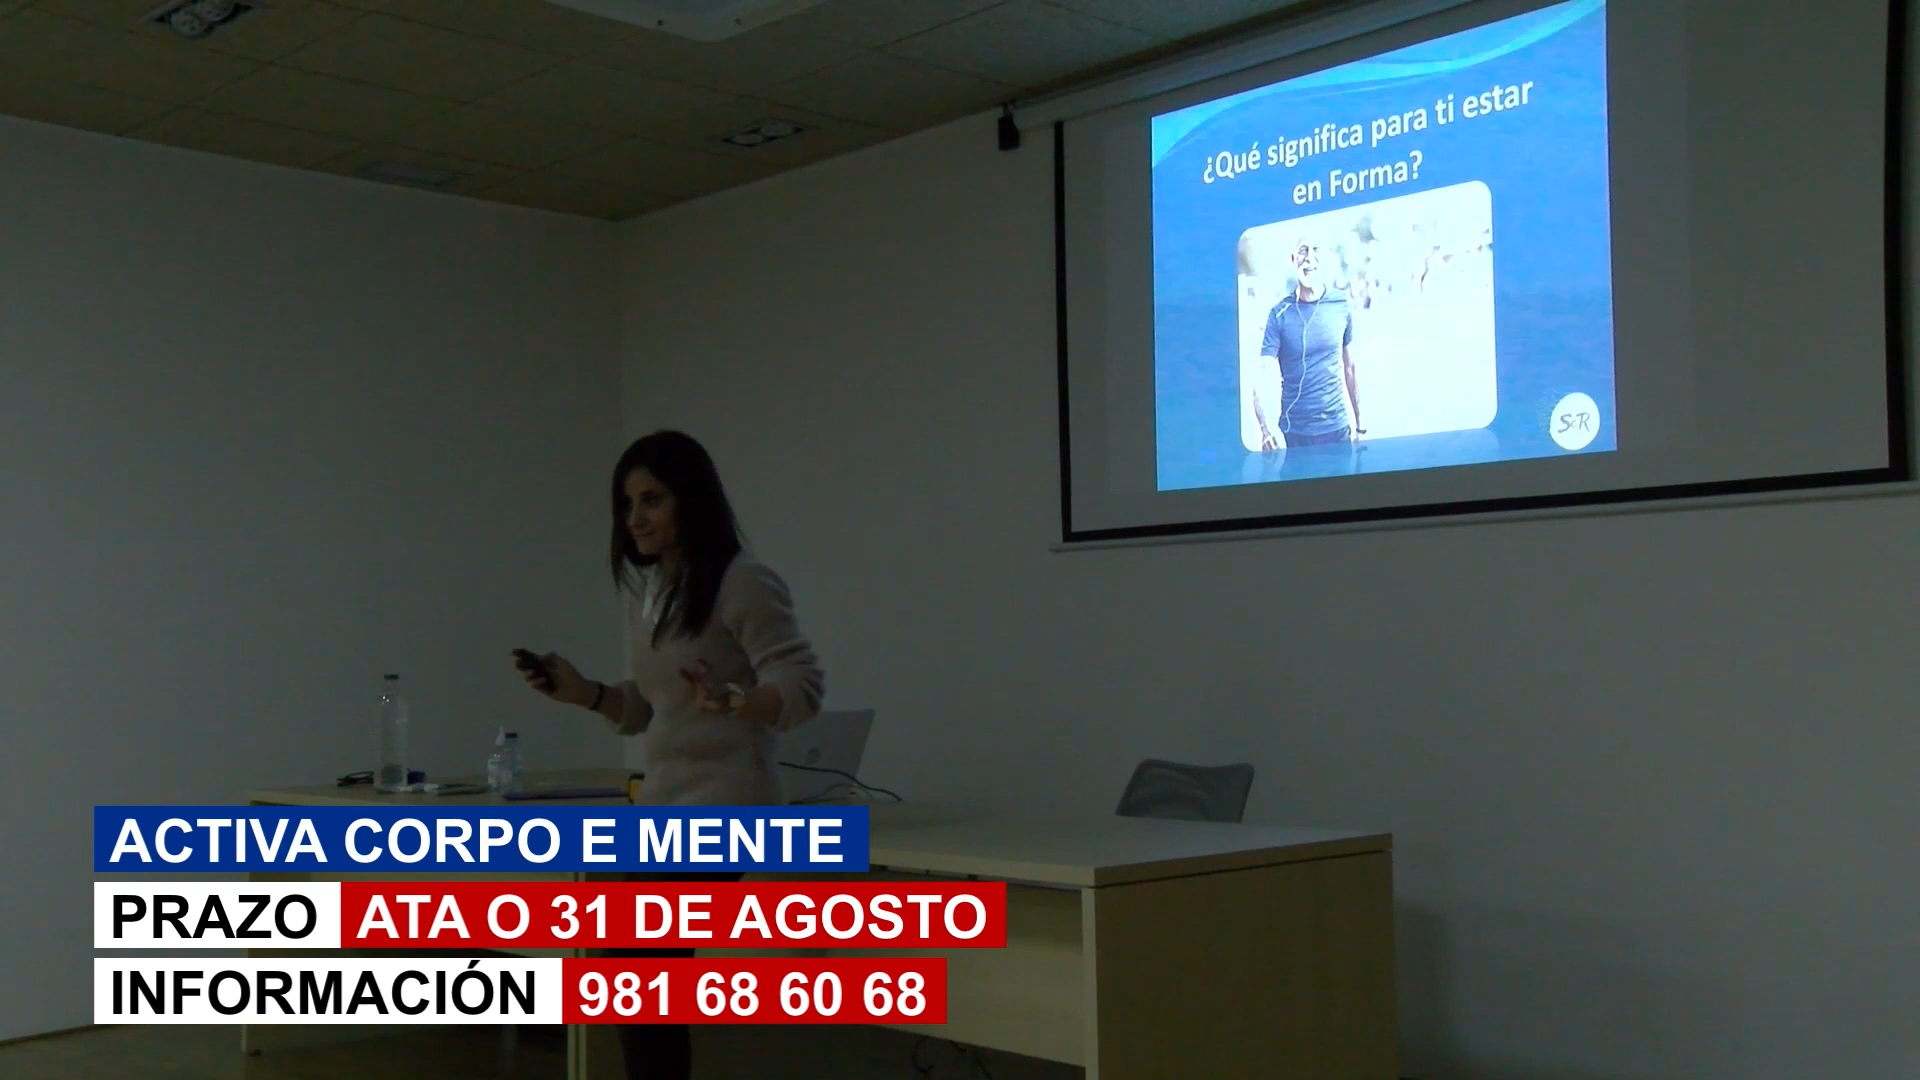 ¿Qué significa para ti estar
en Forma?
ACTIVA CORPO E MENTE
PRAZO ATA O 31 DE AGOSTO
INFORMACIÓN 981 68 60 68